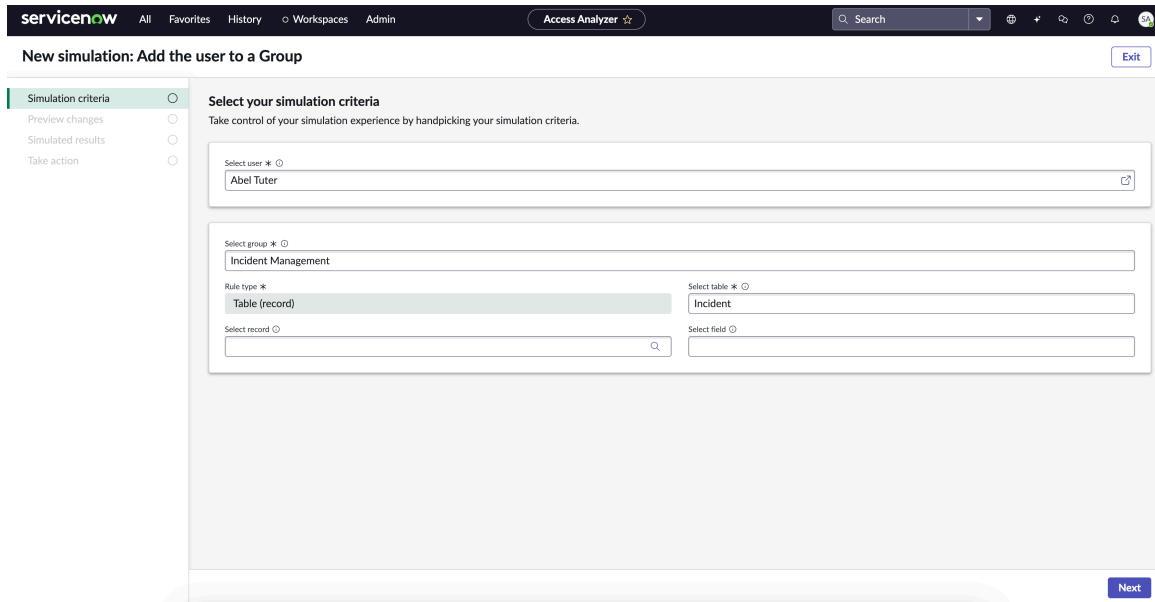 servicenow All Favorites History Workspaces Admin Access Analyzer Search SA
New simulation: Add the user to a Group Exit
Simulation criteria
Preview changes
Simulated results
Take action
Select your simulation criteria
Take control of your simulation experience by handpicking your simulation criteria.
Select user *
Abel Tuter
Select group *
Incident Management
Rule type * Select table *
Table (record) Incident
Select record Select field
Next